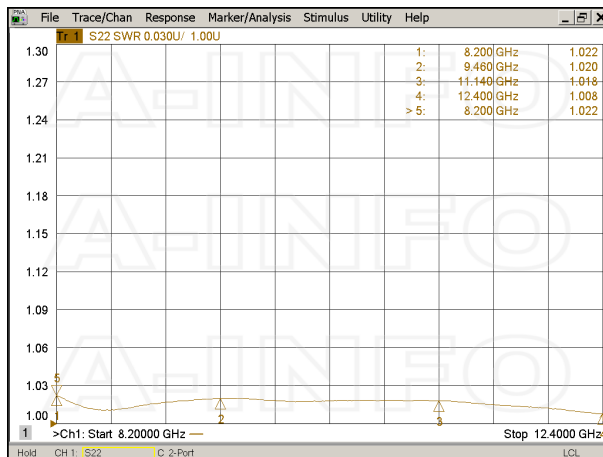 File Trace/Chan Response Marker/Analysis Stimulus Utility Help
Tr 1 S22 SWR 0.030U/ 1.00U
1.30
1.27
1.24
1.21
1.18
1.15
1.12
1.09
1.06
1.03
1.00
1: 8.200 GHz 1.022
2: 9.460 GHz 1.020
3: 11.140 GHz 1.018
4: 12.400 GHz 1.008
> 5: 8.200 GHz 1.022
A-INFO
A-INFO
A-INFO
5
1
2
3
1 >Ch1: Start 8.20000 GHz Stop 12.4000 GHz
Hold CH 1: S22 C 2-Port LCL